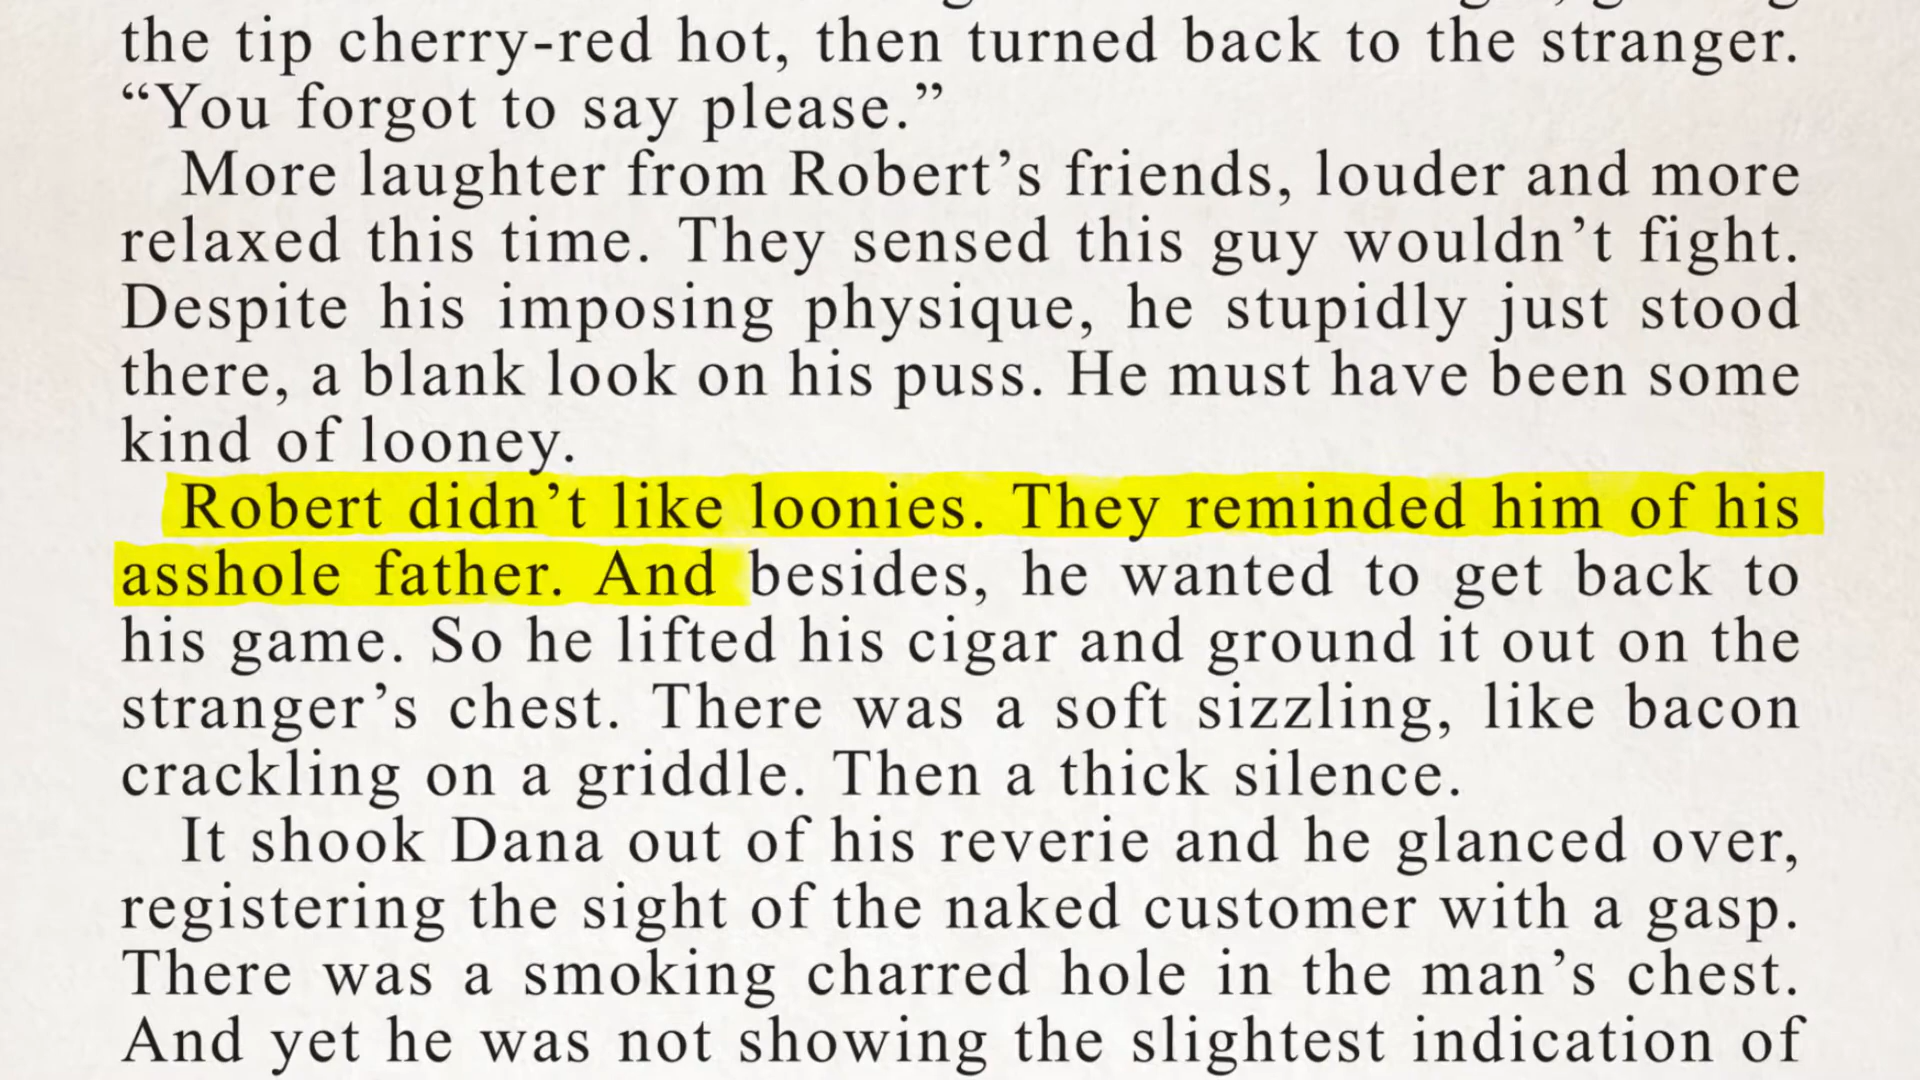 the tip cherry-red hot, then turned back to the stranger.
“You forgot to say please.”
More laughter from Robert’s friends, louder and more
relaxed this time. They sensed this guy wouldn’t fight.
Despite his imposing physique, he stupidly just stood
there, a blank look on his puss. He must have been some
kind of looney.
Robert didn’t like loonies. They reminded him of his
asshole father. And besides, he wanted to get back to
his game. So he lifted his cigar and ground it out on the
stranger’s chest. There was a soft sizzling, like bacon
crackling on a griddle. Then a thick silence.
It shook Dana out of his reverie and he glanced over,
registering the sight of the naked customer with a gasp.
There was a smoking charred hole in the man’s chest.
And yet he was not showing the slightest indication of